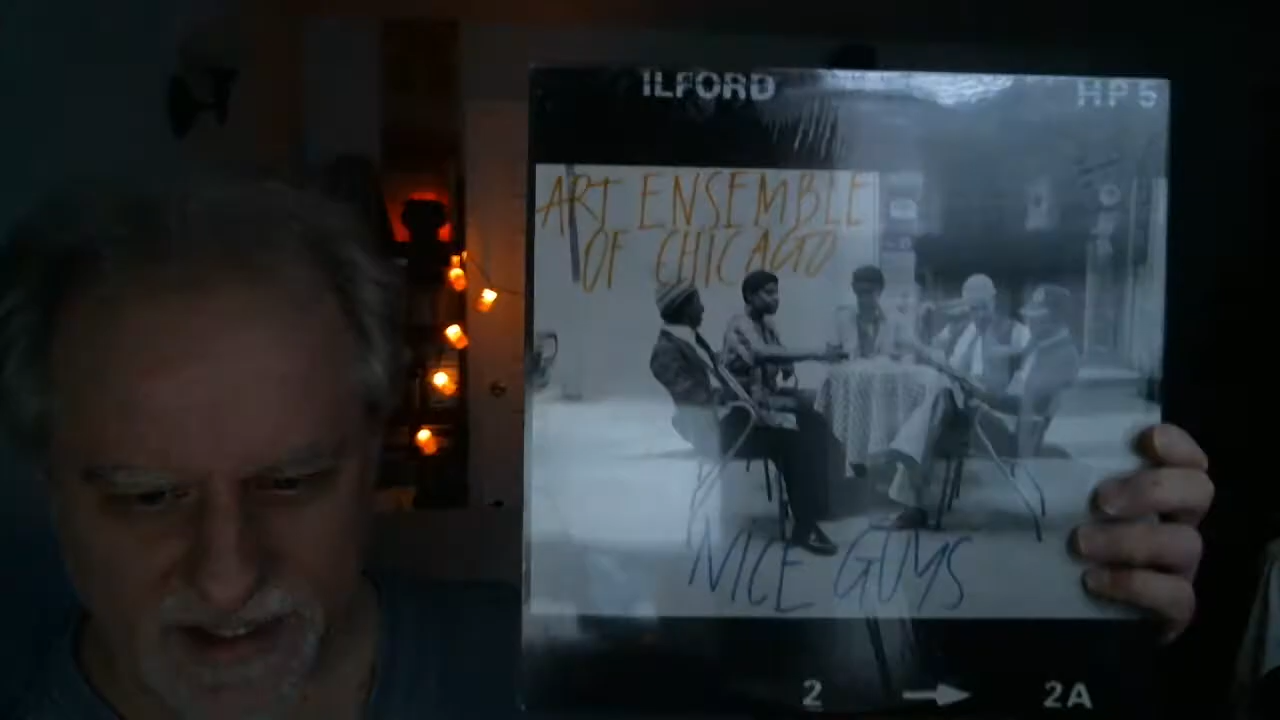 ILFORD HP5
ART ENSEMBLE
OF CHICAGO
NICE GUYS
2 2A